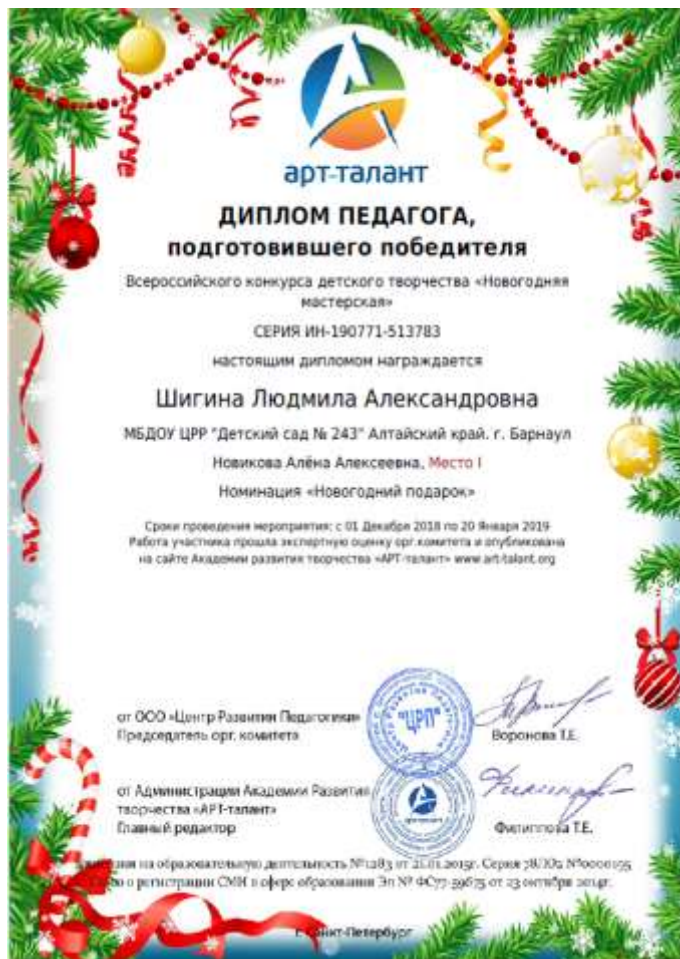 арт-талант
ДИПЛОМ ПЕДАГОГА,
подготовившего победителя
Всероссийского конкурса детского творчества «Новогодняя
мастерская»
СЕРИЯ ИН-190771-513783
настоящим дипломом награждается
Шигина Людмила Александровна
МБДОУ ЦРР "Детский сад № 243" Алтайский край. г. Барнаул
Новикова Алёна Алексеевна, Место I
Номинация «Новогодний подарок»
Сроки проведения мероприятия: с 01 Декабря 2018 по 20 Января 2019
Работа участника прошла экспертную оценку орг.комитета и опубликована
на сайте Академии развития творчества «АРТ-талант» www.art-talant.org
от ООО «Центр Развития Педагогики»
Председатель орг. комитета
"ЦРП"
Воронова Т.Е.
от Администрации Академии Развития
творчества «АРТ-талант»
Главный редактор
арт-талант
Филиппова Т.Е.
на образовательную деятельность №1283 от 21.01.2015г. Серия 78Л02 №0000195
о регистрации СМИ в сфере образования Эл № ФС77-59675 от 23 октября 2014г.
г. Санкт-Петербург